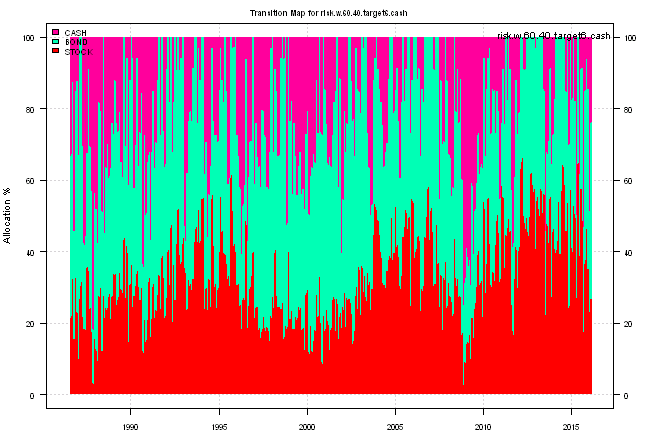 Transition Map for risk.w.60.40.target6.cash
risk.w.60.40.target6.cash
CASH
BOND
STOCK
Allocation %
100
80
60
40
20
0
100
80
60
40
20
0
1990 1995 2000 2005 2010 2015